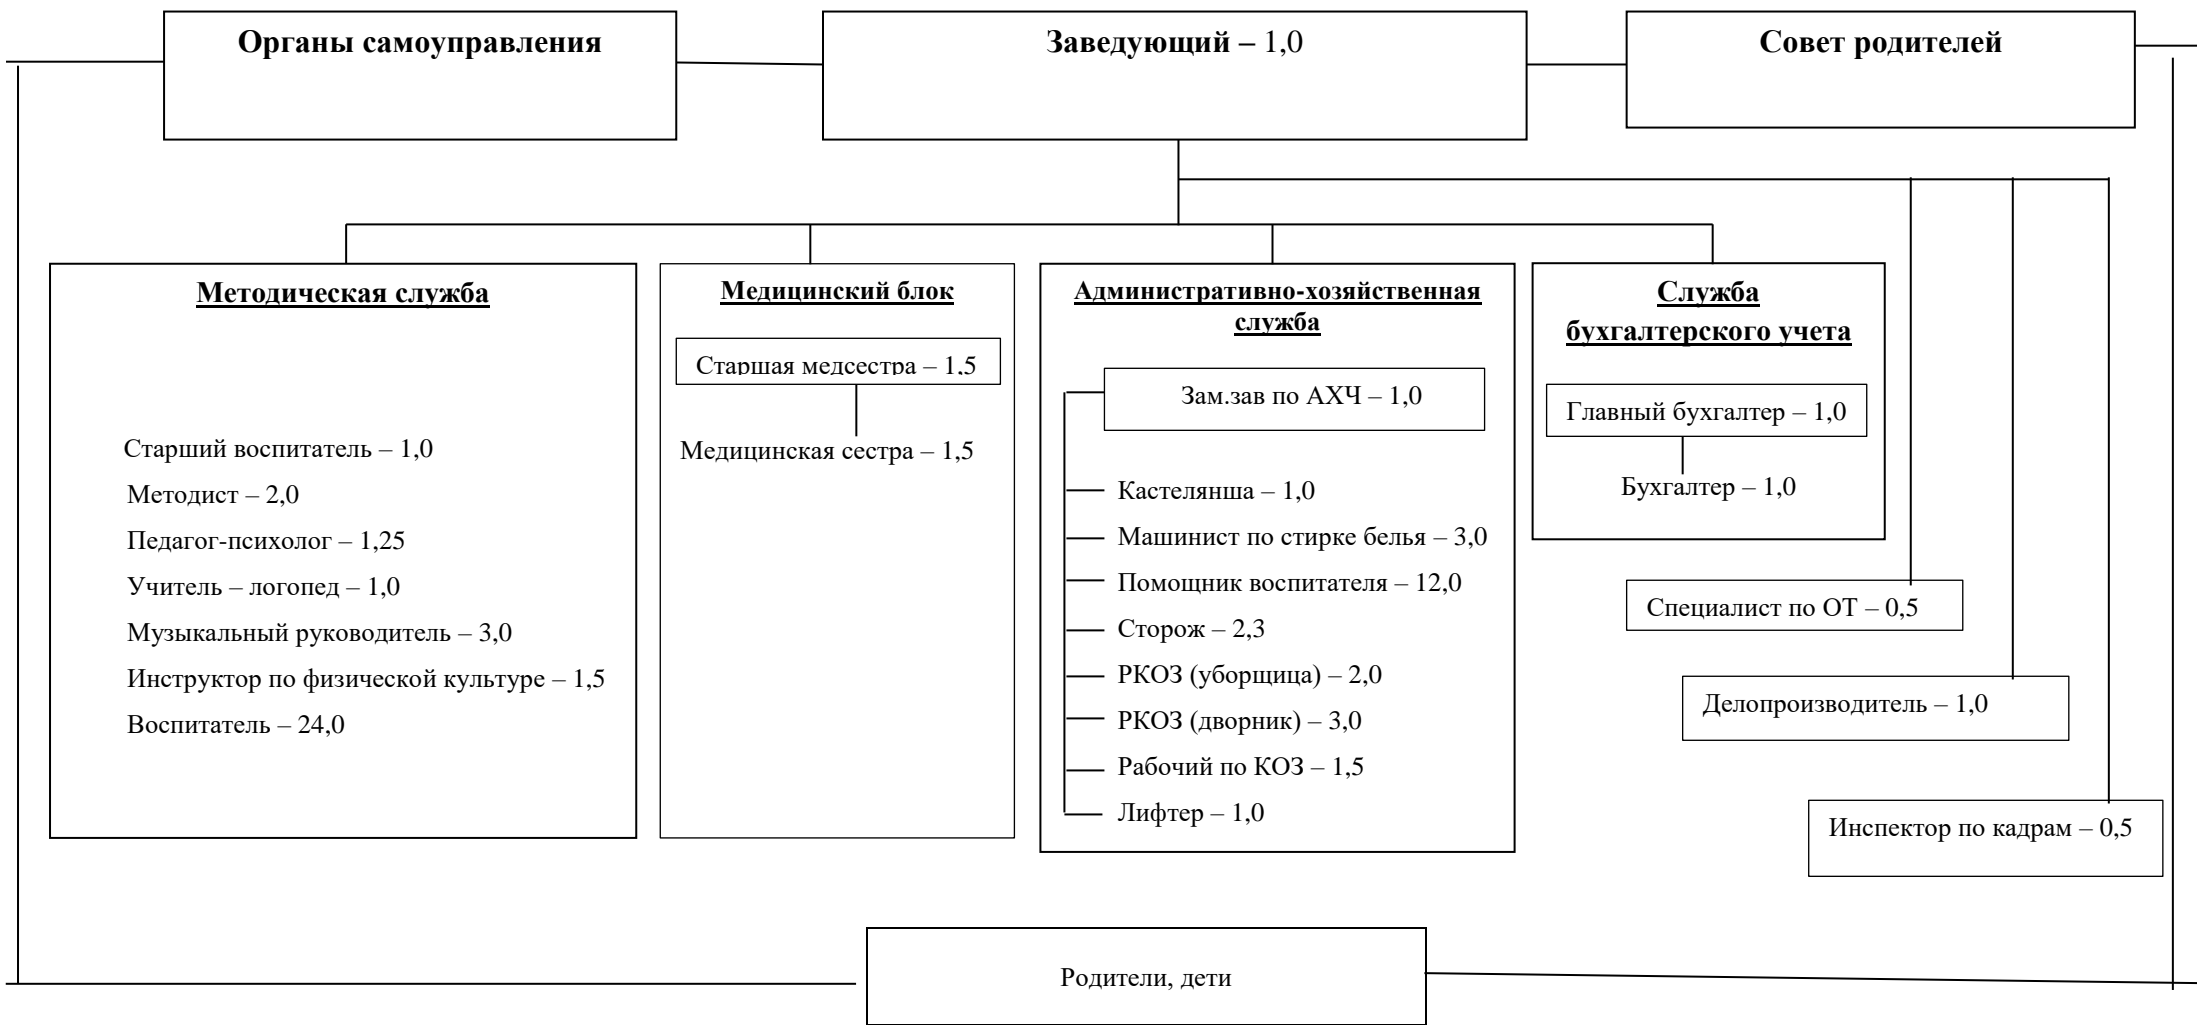 Органы самоуправления
Заведующий – 1,0
Совет родителей
Методическая служба
Старший воспитатель – 1,0
Методист – 2,0
Педагог-психолог – 1,25
Учитель – логопед – 1,0
Музыкальный руководитель – 3,0
Инструктор по физической культуре – 1,5
Воспитатель – 24,0
Медицинский блок
Старшая медсестра – 1,5
Медицинская сестра – 1,5
Административно-хозяйственная
служба
Зам.зав по АХЧ – 1,0
Кастелянша – 1,0
Машинист по стирке белья – 3,0
Помощник воспитателя – 12,0
Сторож – 2,3
РКОЗ (уборщица) – 2,0
РКОЗ (дворник) – 3,0
Рабочий по КОЗ – 1,5
Лифтер – 1,0
Служба
бухгалтерского учета
Главный бухгалтер – 1,0
Бухгалтер – 1,0
Специалист по ОТ – 0,5
Делопроизводитель – 1,0
Инспектор по кадрам – 0,5
Родители, дети